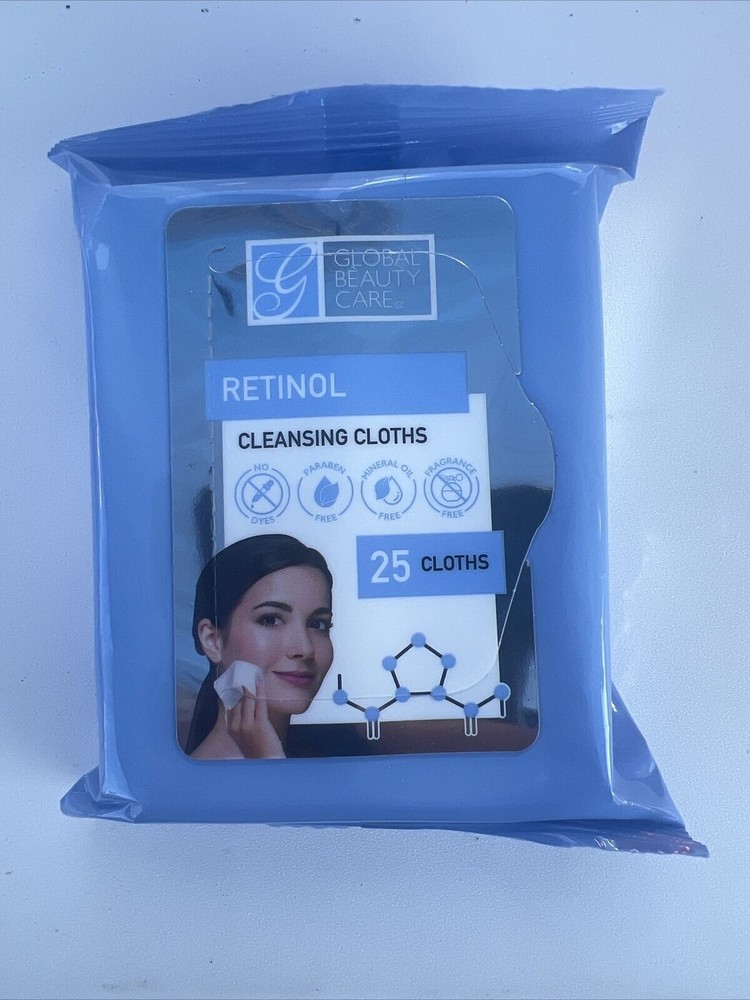 G
GLOBAL
BEAUTY
CARE
RETINOL
CLEANSING CLOTHS
NO
DYES
PARABEN
FREE
MINERAL OIL
FREE
FRAGRANCE
FREE
25 CLOTHS